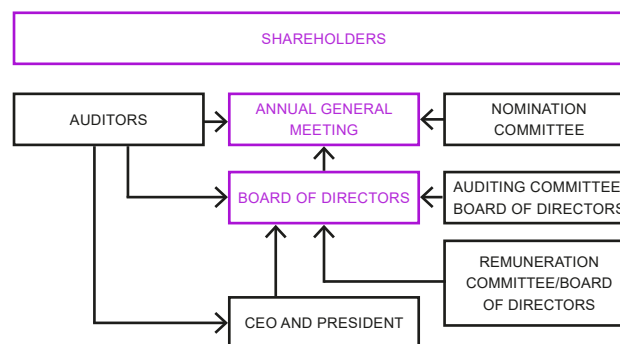 SHAREHOLDERS
AUDITORS
ANNUAL GENERAL
MEETING
NOMINATION
COMMITTEE
BOARD OF DIRECTORS
AUDITING COMMITTEE
BOARD OF DIRECTORS
REMUNERATION
COMMITTEE/BOARD
OF DIRECTORS
CEO AND PRESIDENT